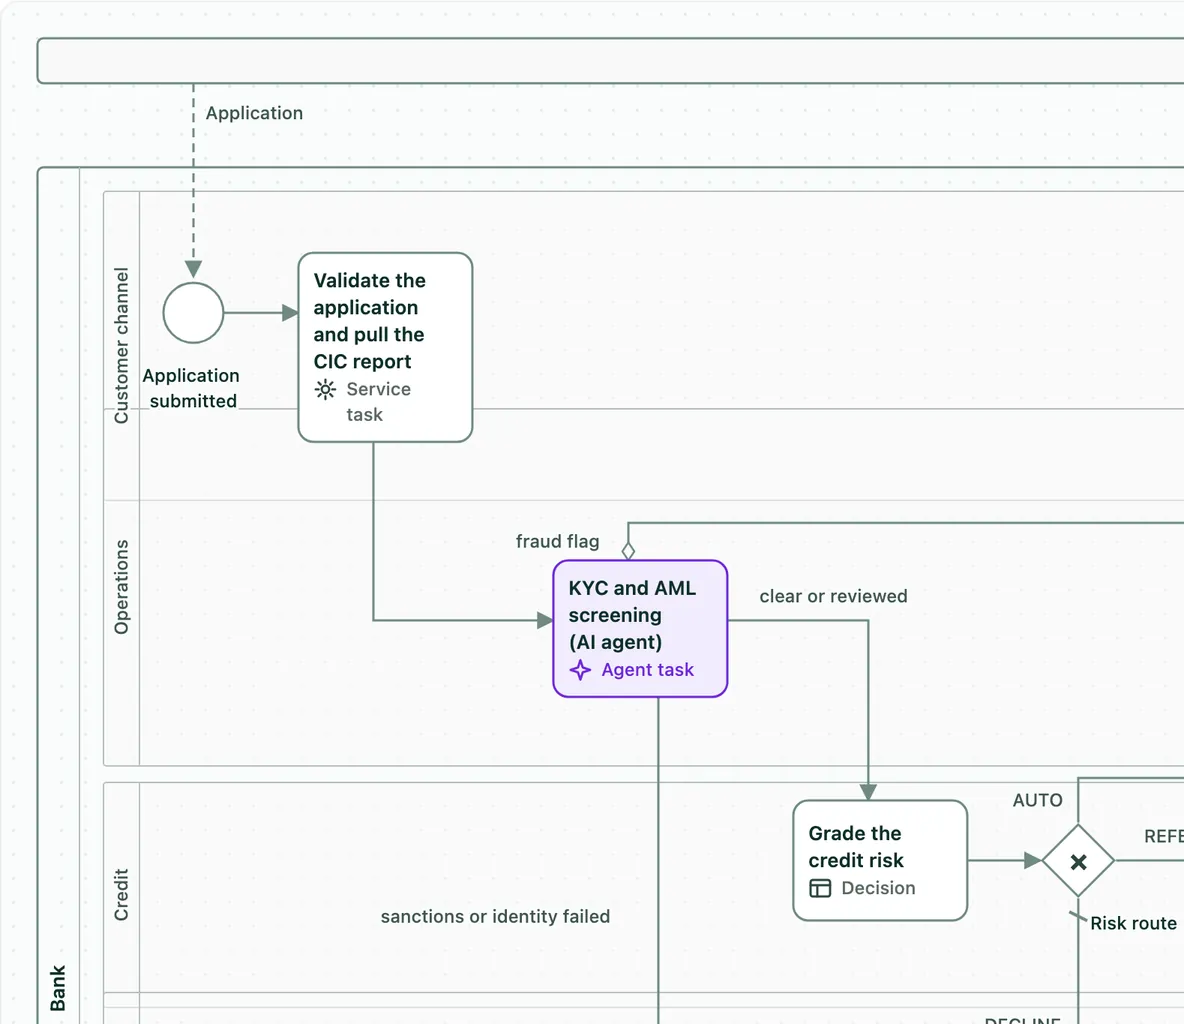 Application
Customer channel
Application
submitted
Validate the
application
and pull the
CIC report
Service
task
Operations
fraud flag
KYC and AML
screening
(AI agent)
Agent task
clear or reviewed
Credit
sanctions or identity failed
Grade the
credit risk
Decision
AUTO
REFE
Risk route
Bank
DECLINE